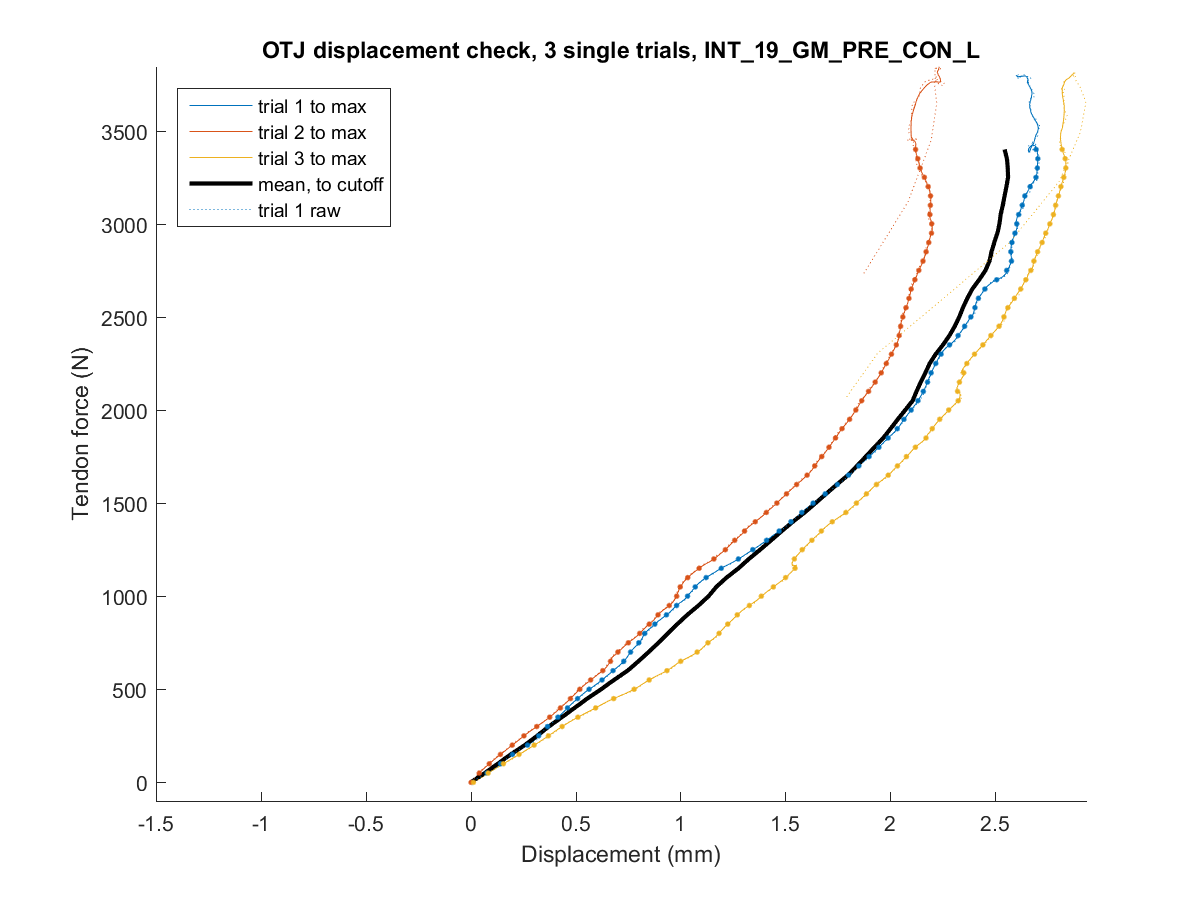 OTJ displacement check, 3 single trials, INT_19_GM_PRE_CON_L
trial 1 to max
trial 2 to max
trial 3 to max
mean, to cutoff
trial 1 raw
3500
3000
2500
2000
1500
1000
500
0
Tendon force (N)
-1.5
-1
-0.5
0
0.5
1
1.5
2
2.5
Displacement (mm)